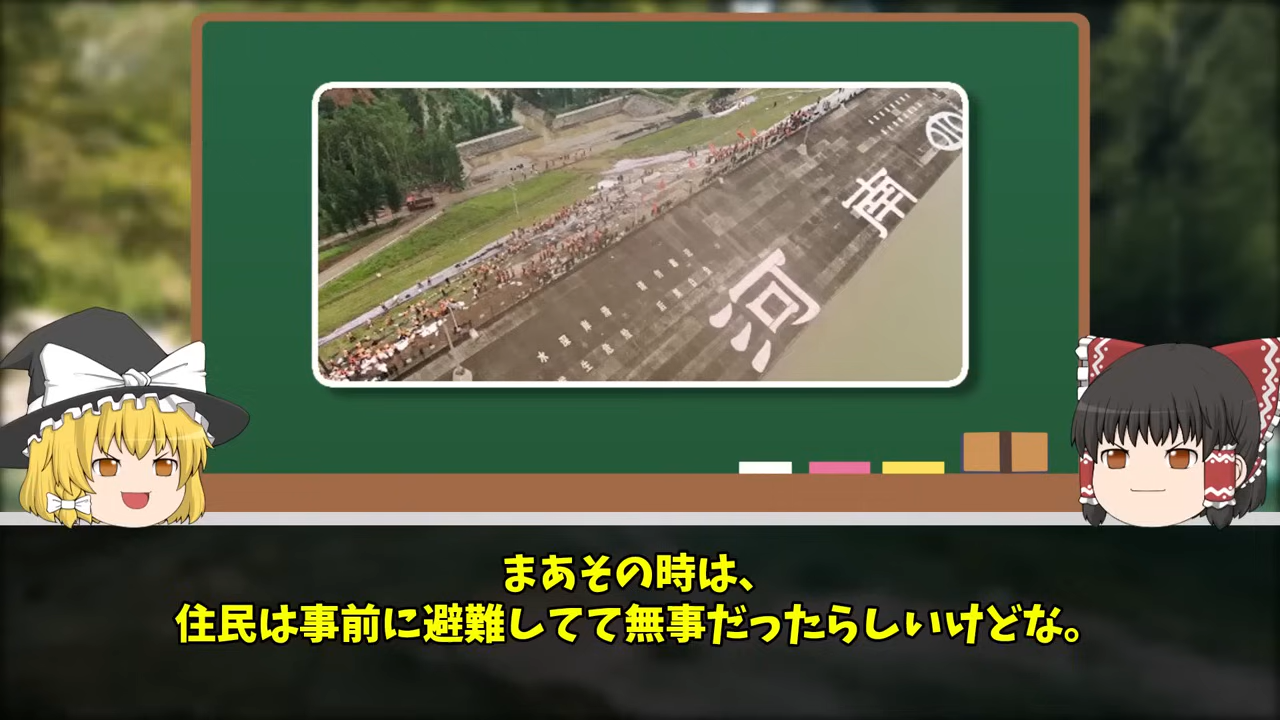 河南
まあその時は、
住民は事前に避難してて無事だったらしいけどな。